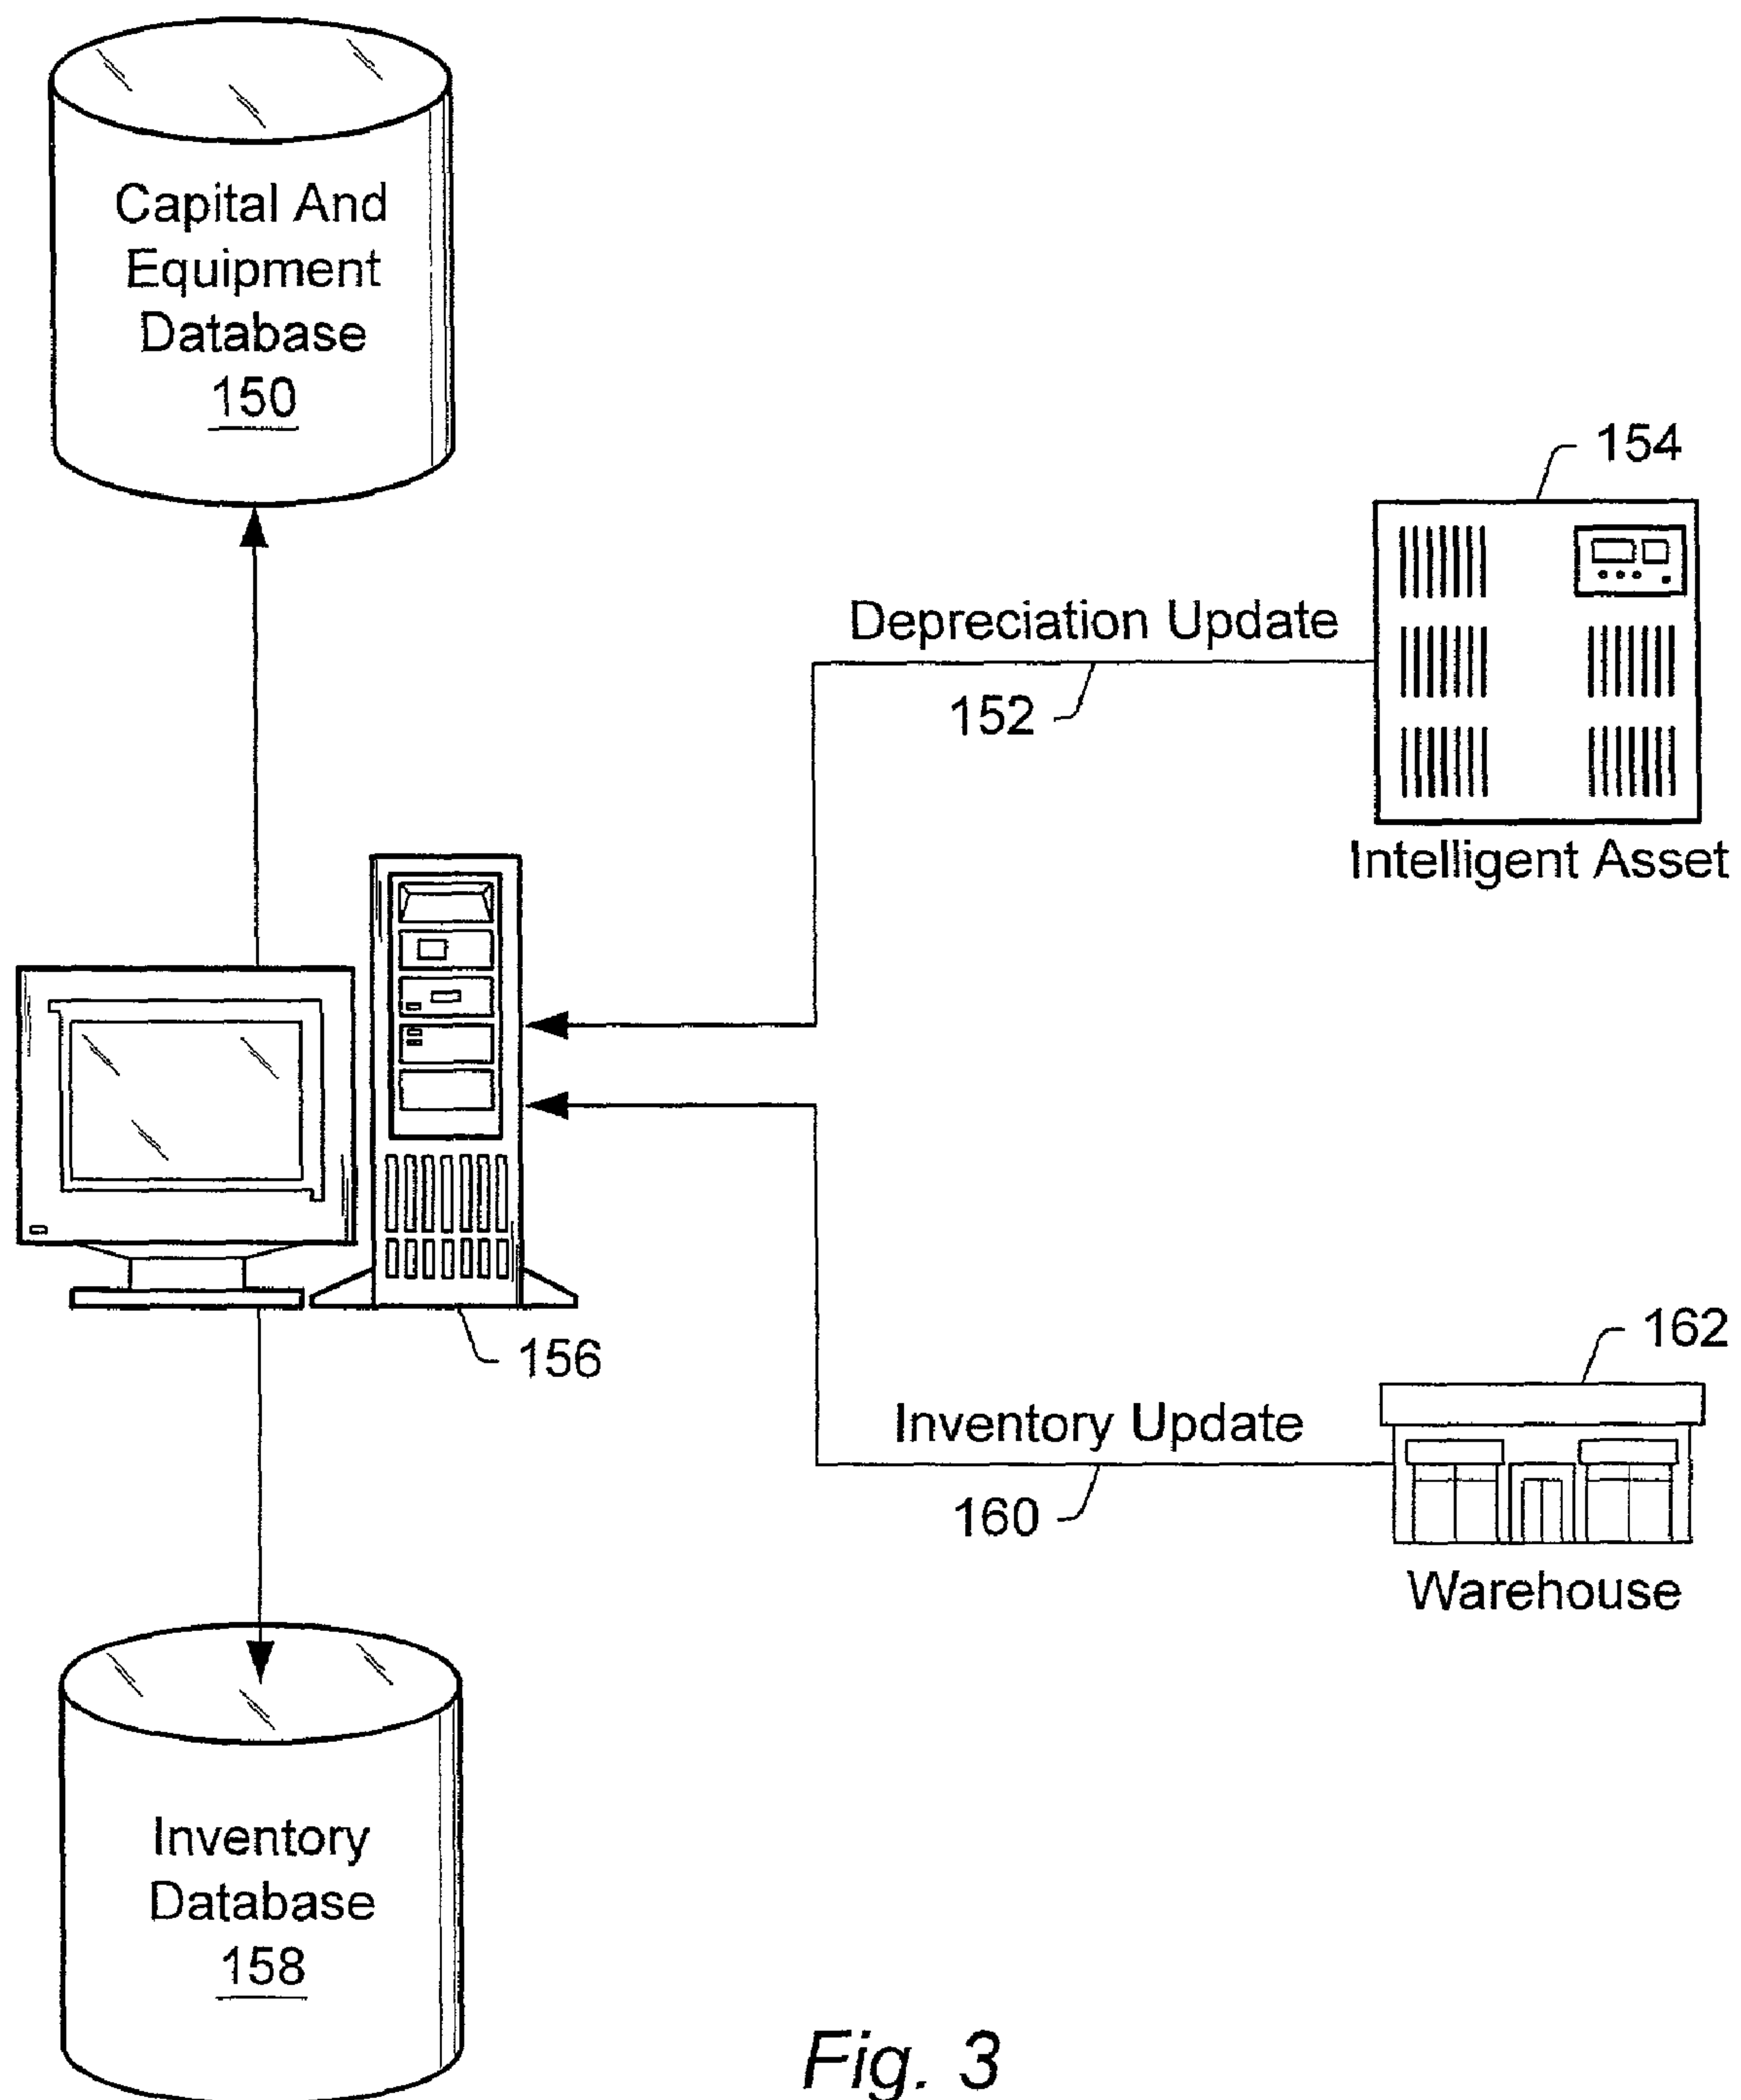 Capital And
Equipment
Database
150
154
Depreciation Update
152
Intelligent Asset
156
162
Inventory Update
160
Warehouse
Inventory
Database
158
Fig. 3